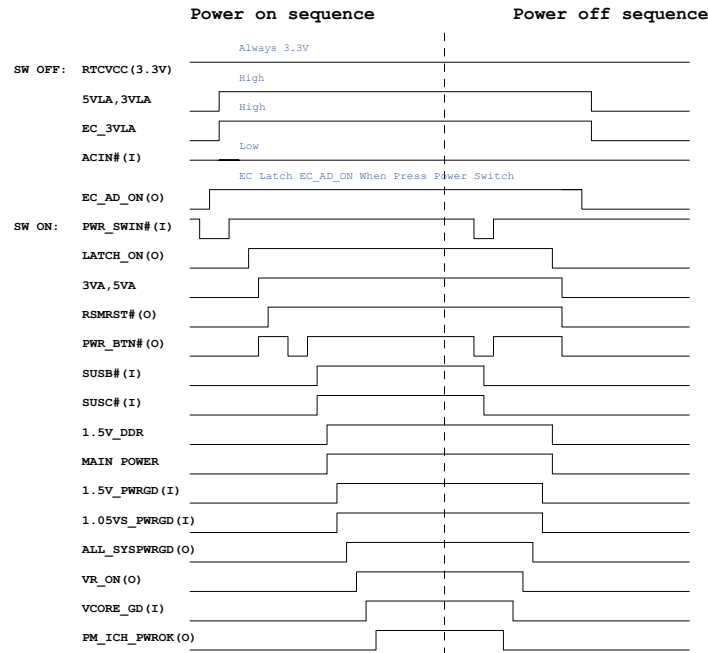 Power on sequence Power off sequence
Always 3.3V
SW OFF: RTCVCC(3.3V)
High
5VLA,3VLA
High
EC_3VLA
Low
ACIN#(I)
EC Latch EC_AD_ON When Press Power Switch
EC_AD_ON(O)
SW ON: PWR_SWIN#(I)
LATCH_ON(O)
3VA,5VA
RSMRST#(O)
PWR_BTN#(O)
SUSB#(I)
SUSC#(I)
1.5V_DDR
MAIN POWER
1.5V_PWRGD(I)
1.05VS_PWRGD(I)
ALL_SYSPWRGD(O)
VR_ON(O)
VCORE_GD(I)
PM_ICH_PWROK(O)